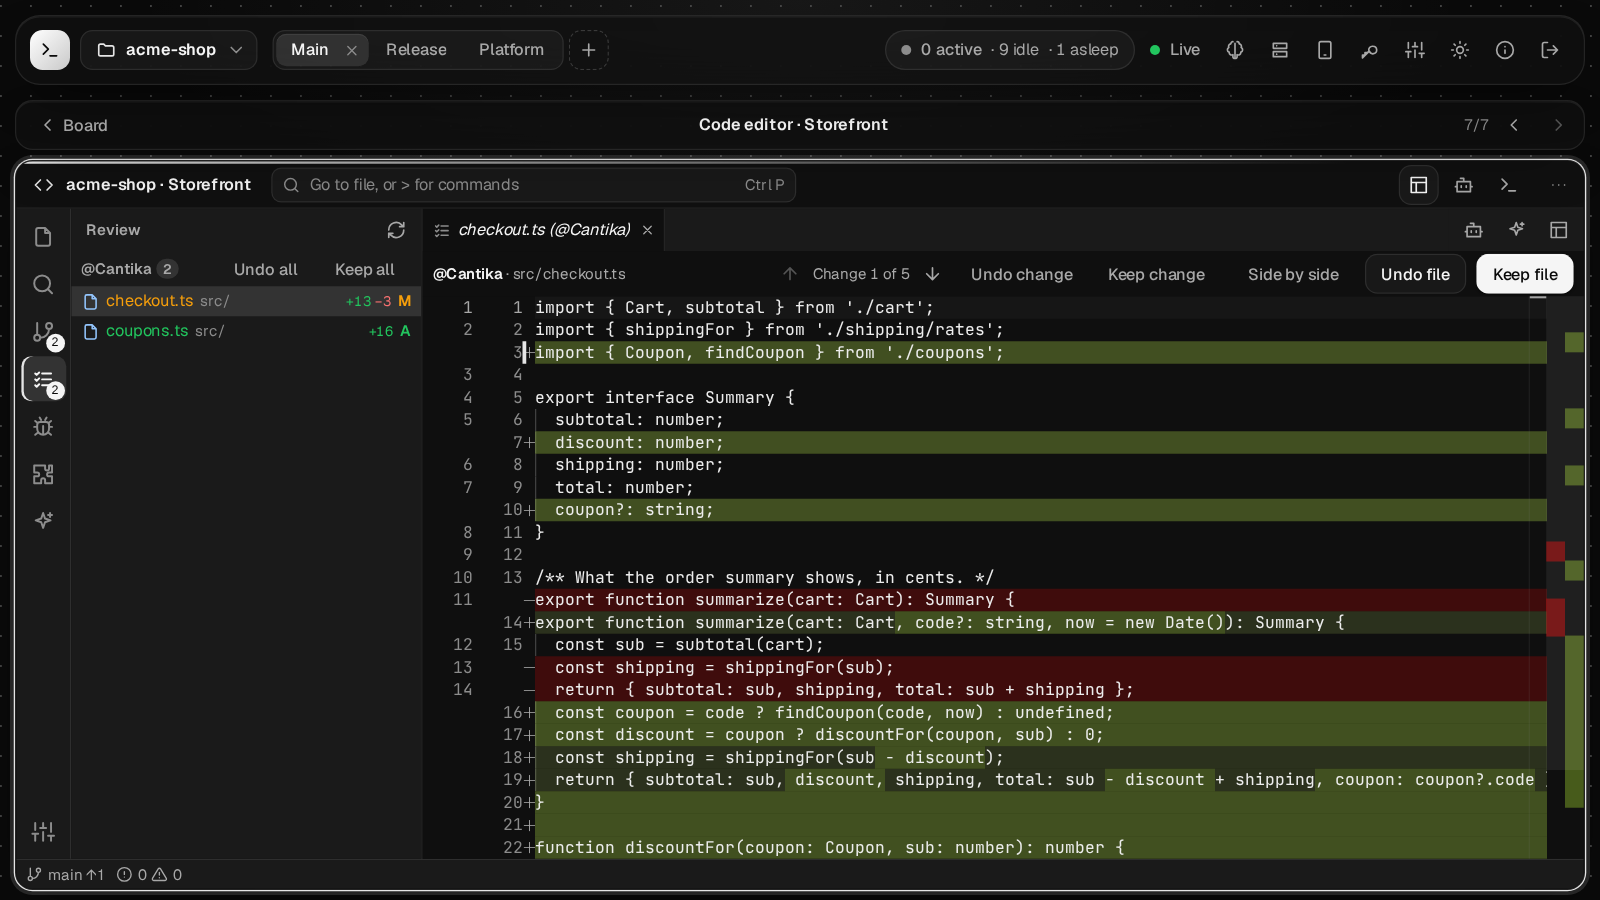 acme-shop
Main
Release
Platform
0 active · 9 idle · 1 asleep
Live
Board
Code editor · Storefront
7/7
acme-shop · Storefront
Go to file, or > for commands
Ctrl P
Review
checkout.ts (@Cantika)
@Cantika 2 Undo all Keep all
checkout.ts src/ +13 −3 M
coupons.ts src/ +16 A
2
2
@Cantika · src/checkout.ts
Change 1 of 5
Undo change
Keep change
Side by side
Undo file
Keep file
1 1 import { Cart, subtotal } from './cart';
2 2 import { shippingFor } from './shipping/rates';
3+ import { Coupon, findCoupon } from './coupons';
3 4
4 5 export interface Summary {
5 6 subtotal: number;
7+ discount: number;
6 8 shipping: number;
7 9 total: number;
10+ coupon?: string;
8 11 }
9 12
10 13 /** What the order summary shows, in cents. */
11 − export function summarize(cart: Cart): Summary {
14+ export function summarize(cart: Cart, code?: string, now = new Date()): Summary {
12 15 const sub = subtotal(cart);
13 − const shipping = shippingFor(sub);
14 − return { subtotal: sub, shipping, total: sub + shipping };
16+ const coupon = code ? findCoupon(code, now) : undefined;
17+ const discount = coupon ? discountFor(coupon, sub) : 0;
18+ const shipping = shippingFor(sub - discount);
19+ return { subtotal: sub, discount, shipping, total: sub - discount + shipping, coupon: coupon?.code
20+ }
21+
22+ function discountFor(coupon: Coupon, sub: number): number {
main ↑1 0 0